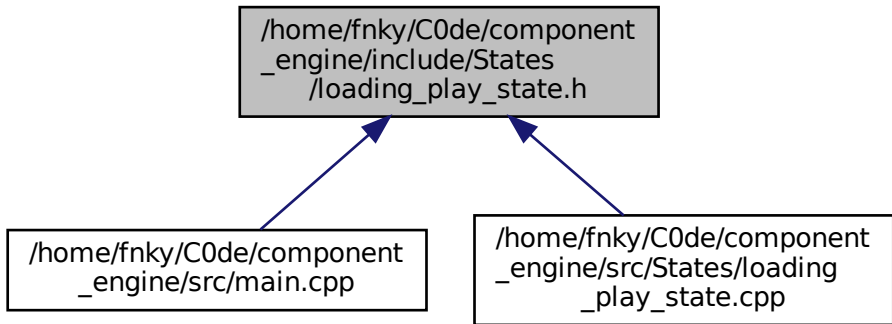 /home/fnky/C0de/component
_engine/include/States
/loading_play_state.h
/home/fnky/C0de/component
_engine/src/main.cpp
/home/fnky/C0de/component
_engine/src/States/loading
_play_state.cpp